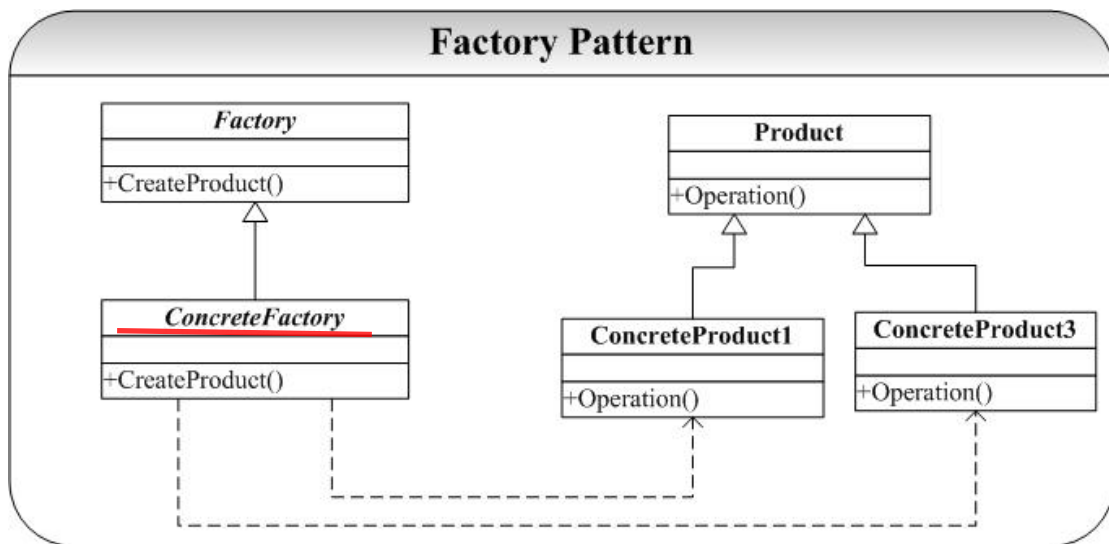 Factory Pattern
Factory
+CreateProduct()
Product
+Operation()
ConcreteFactory
+CreateProduct()
ConcreteProduct1
+Operation()
ConcreteProduct3
+Operation()